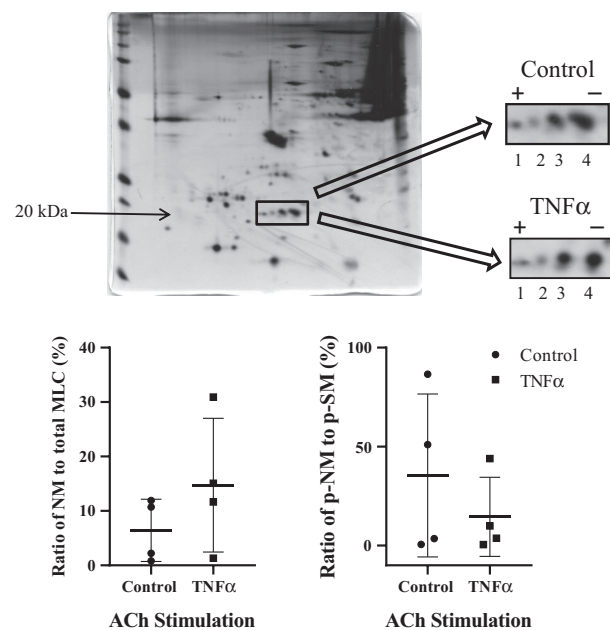 Control
+ −
1 2 3 4
20 kDa
TNFα
+ −
1 2 3 4
Ratio of NM to total MLC (%)
40
30
20
10
0
Control TNFα
ACh Stimulation
Ratio of p-NM to p-SM (%)
100
50
0
Control TNFα
ACh Stimulation
Control
TNFα